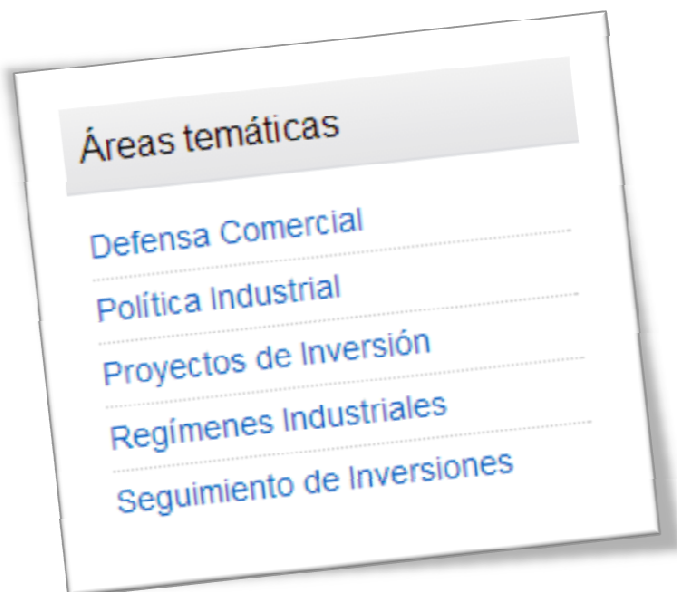 Áreas temáticas
Defensa Comercial
Política Industrial
Proyectos de Inversión
Regímenes Industriales
Seguimiento de Inversiones